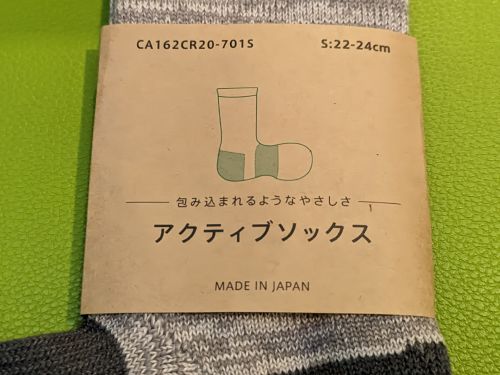 CA162CR20-701S S:22-24cm
包み込まれるようなやさしさ
アクティブソックス
MADE IN JAPAN